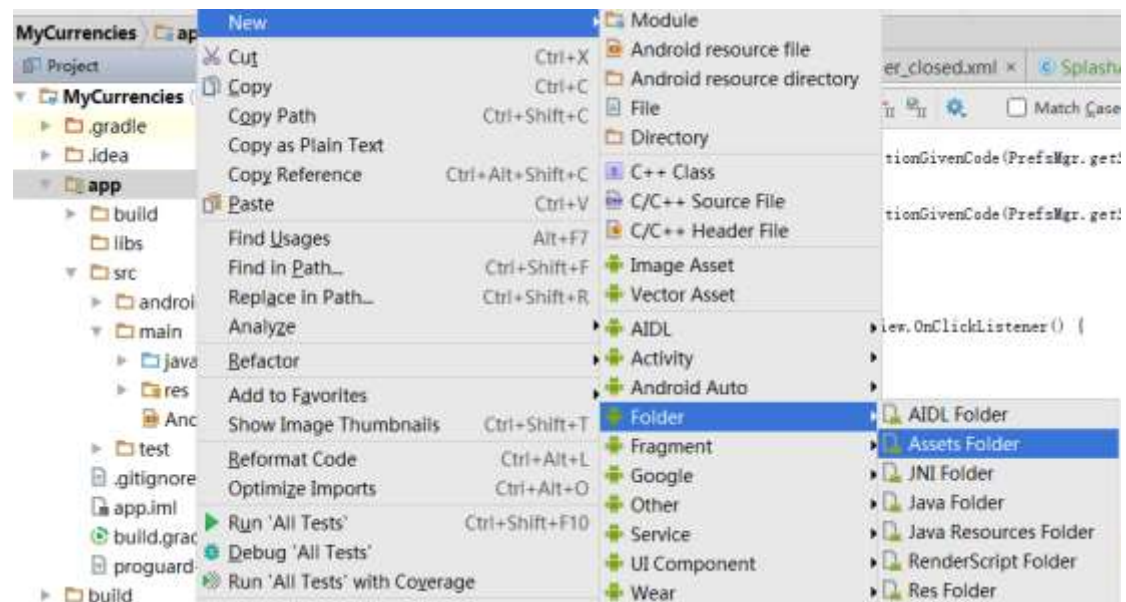 MyCurrencies
Project
MyCurrencies
.gradle
.idea
app
build
libs
src
main
java
res
test
.gitignore
app.iml
build
New
Cut Ctrl+X
Copy Ctrl+C
Copy Path Ctrl+Shift+C
Copy as Plain Text
Copy Reference Ctrl+Alt+Shift+C
Paste Ctrl+V
Find Usages Alt+F7
Find in Path... Ctrl+Shift+F
Replace in Path... Ctrl+Shift+R
Analyze
Refactor
Add to Favorites
Show Image Thumbnails Ctrl+Shift+T
Reformat Code Ctrl+Alt+L
Optimize Imports Ctrl+Alt+O
Run 'All Tests' Ctrl+Shift+F10
Debug 'All Tests'
Run 'All Tests' with Coverage
Module
Android resource file
Android resource directory
File
Directory
C++ Class
C/C++ Source File
C/C++ Header File
Image Asset
Vector Asset
AIDL
Activity
Android Auto
Folder
Fragment
Google
Other
Service
UI Component
Wear
er_closed.xml
Match Case
tionGivenCode(PrefsMgr.getS
tionGivenCode(PrefsMgr.getS
iew.OnClickListener() {
AIDL Folder
Assets Folder
JNI Folder
Java Folder
Java Resources Folder
RenderScript Folder
Res Folder